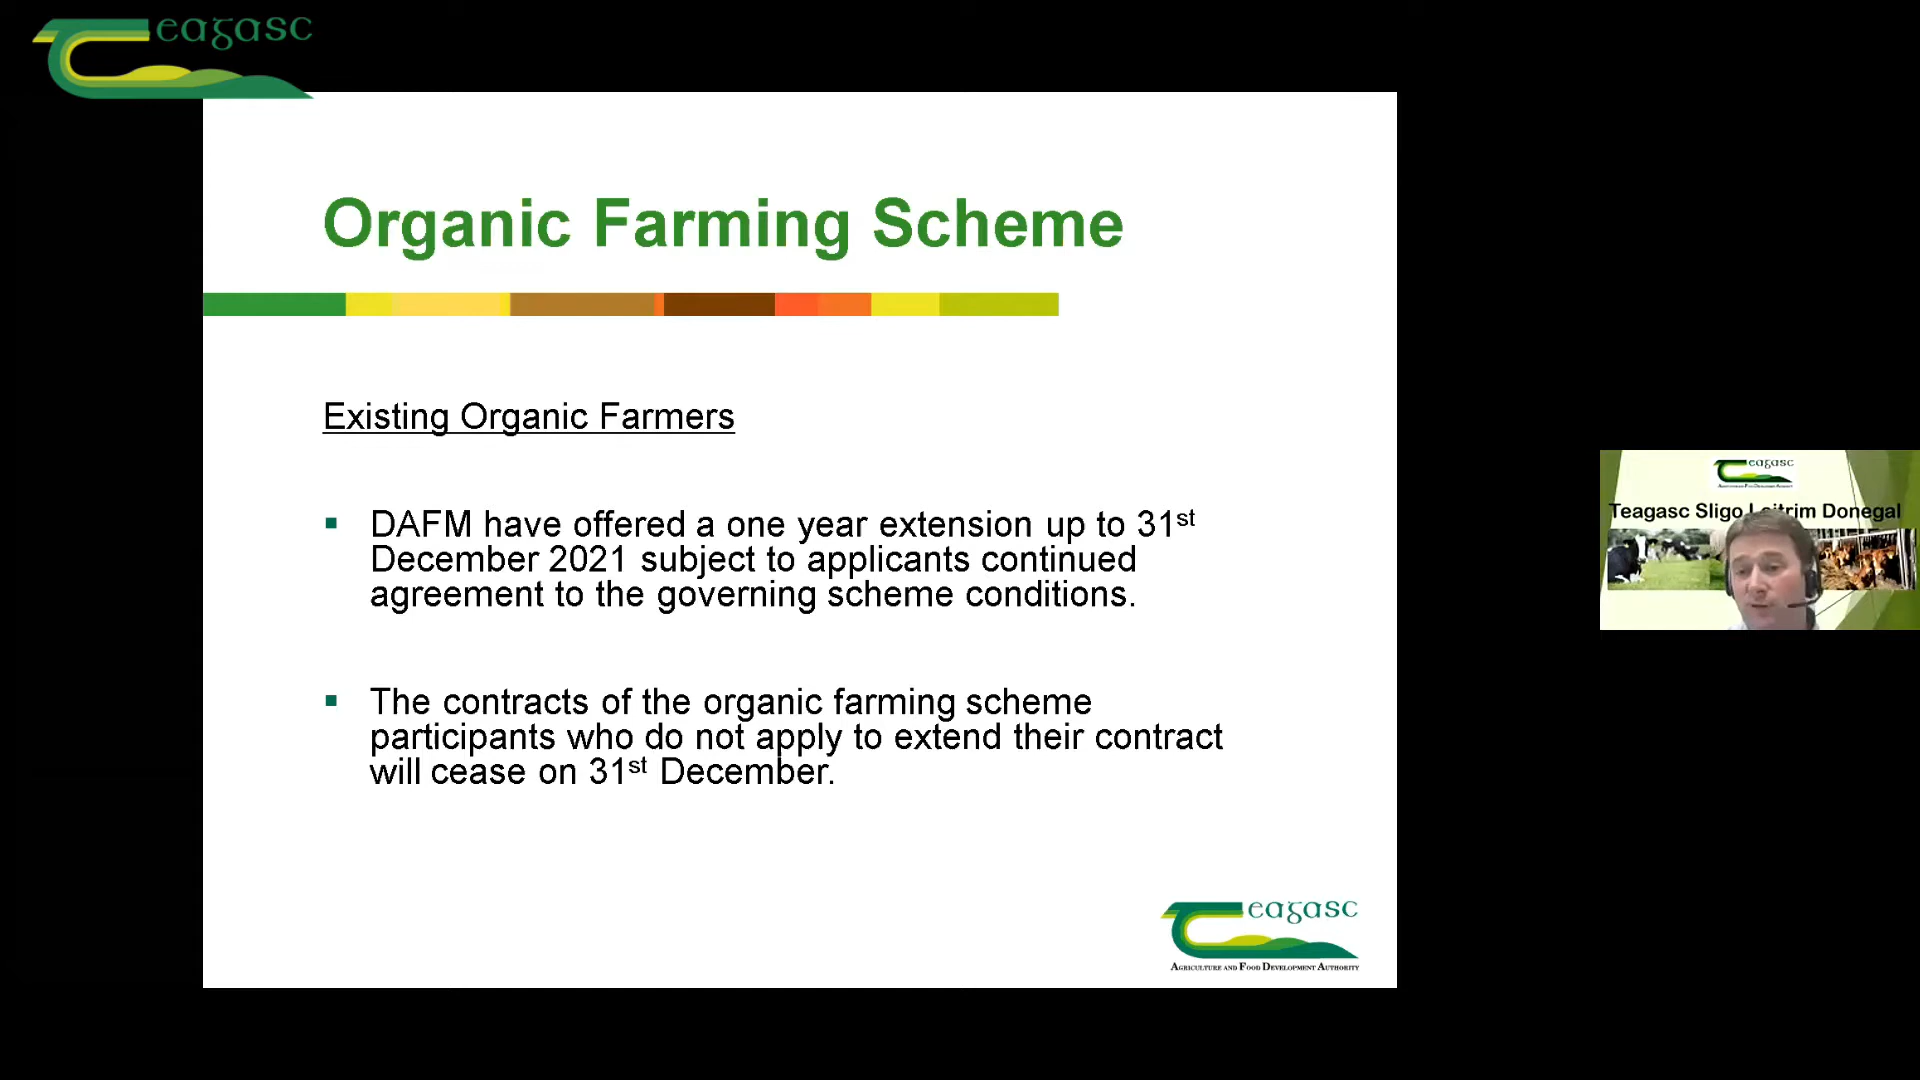 eagasc
Organic Farming Scheme
Existing Organic Farmers
▪ DAFM have offered a one year extension up to 31st
December 2021 subject to applicants continued
agreement to the governing scheme conditions.
▪ The contracts of the organic farming scheme
participants who do not apply to extend their contract
will cease on 31st December.
eagasc
AGRICULTURE AND FOOD DEVELOPMENT AUTHORITY
eagasc
Teagasc Sligo Leitrim Donegal